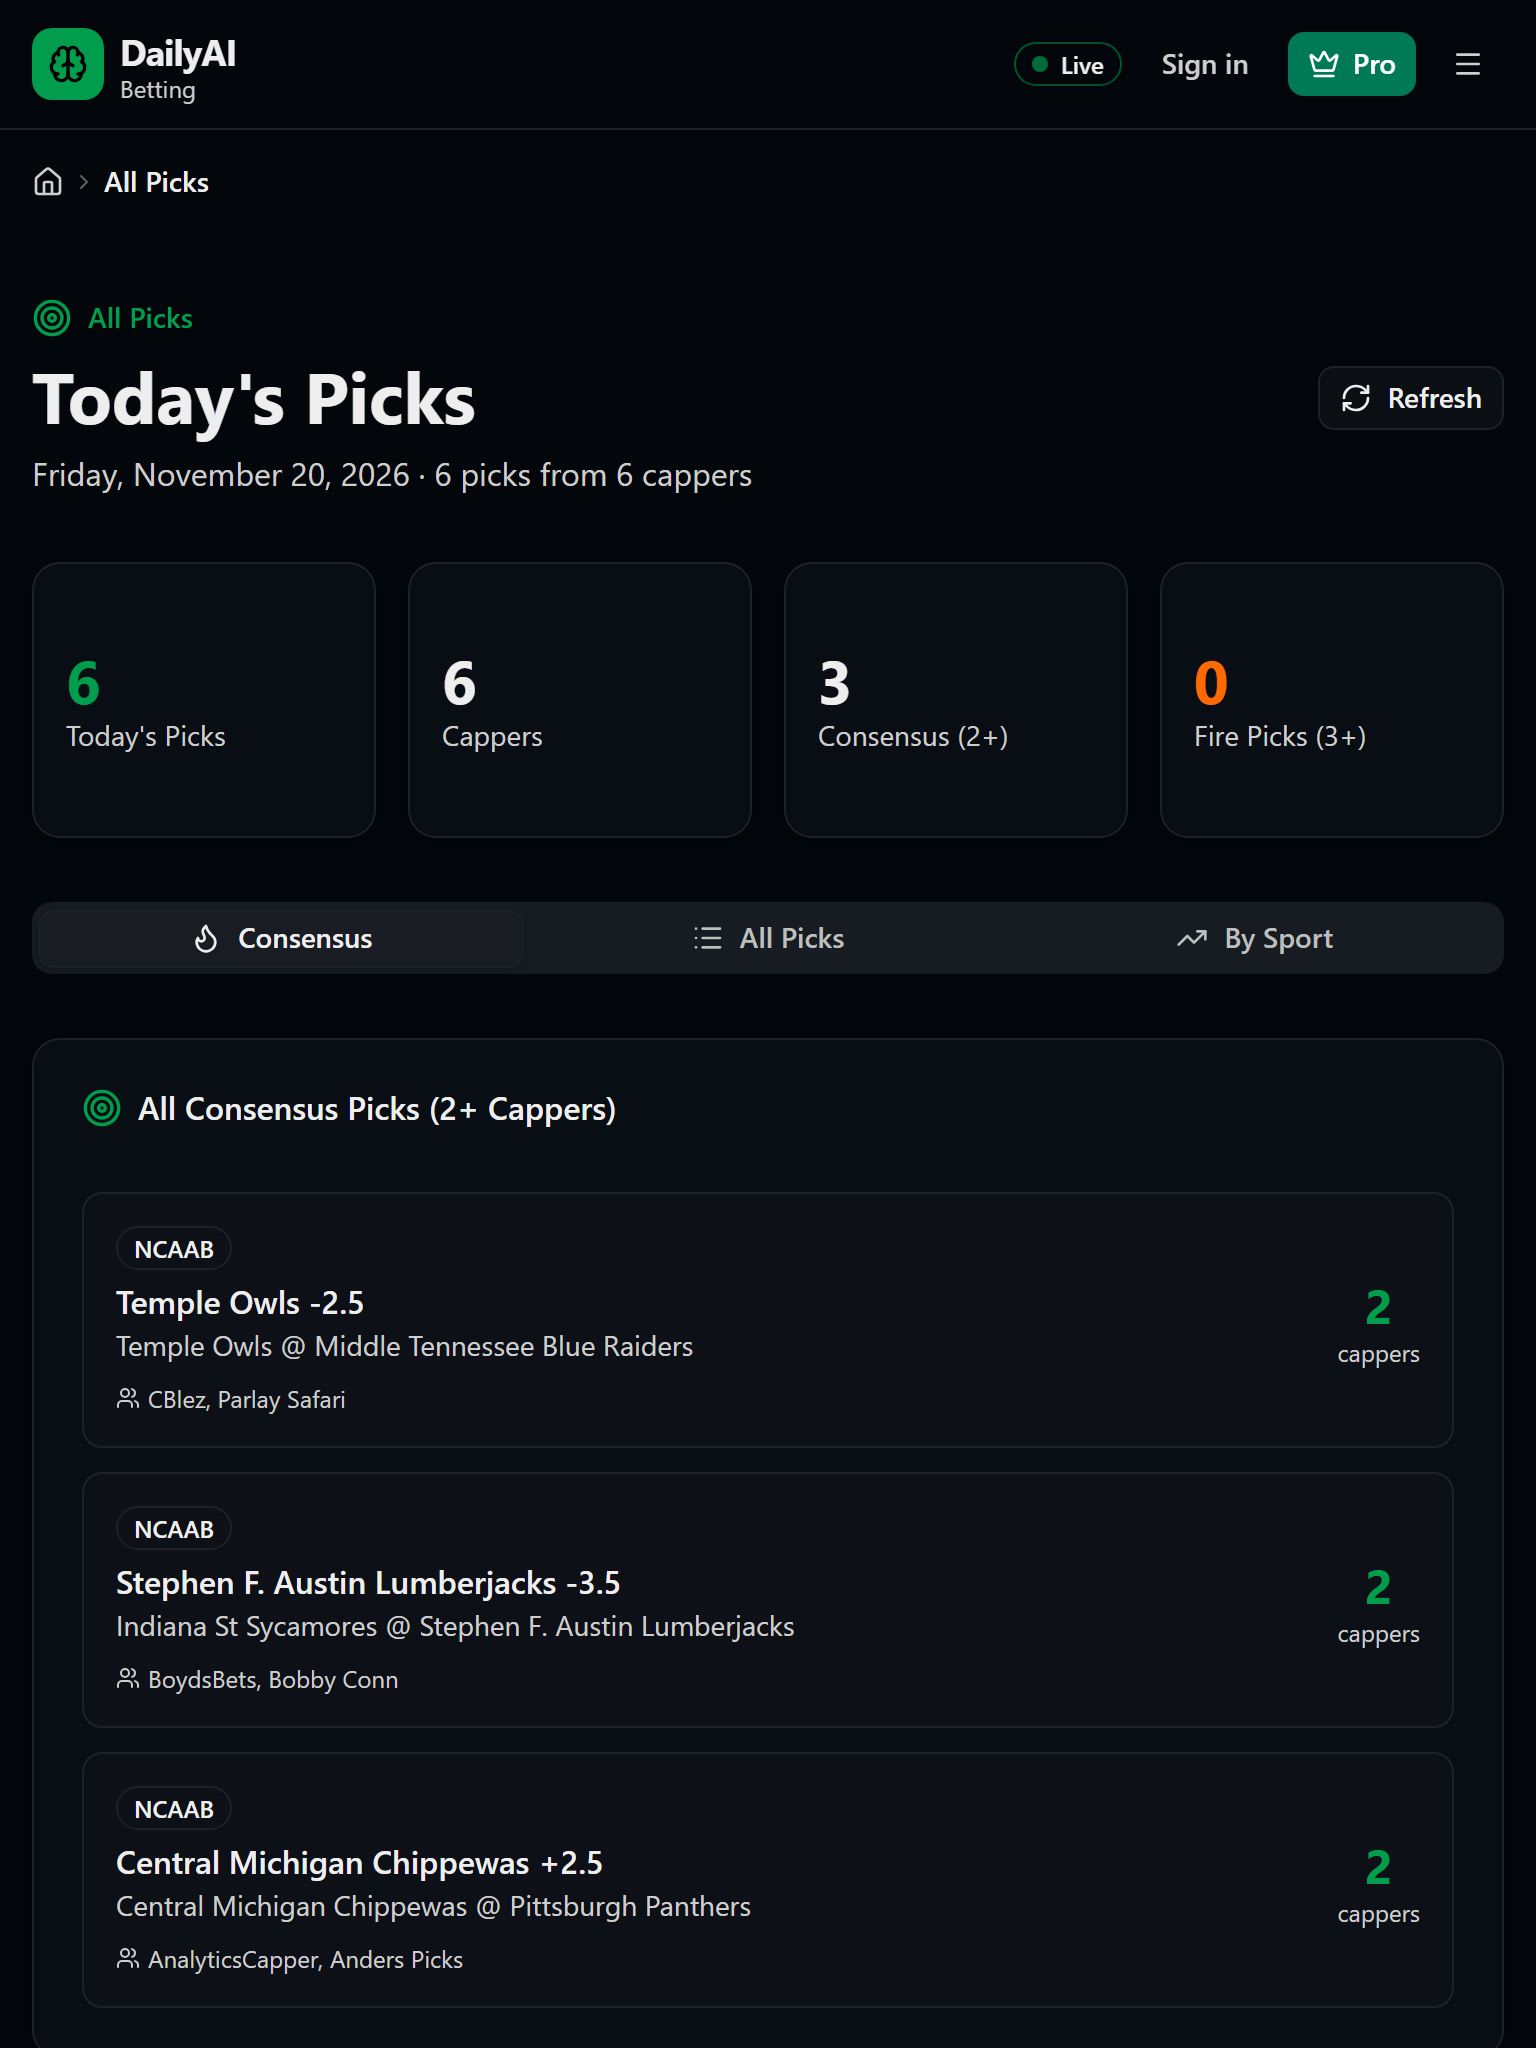 DailyAI
Betting
Live
Sign in
Pro
All Picks
All Picks
Today's Picks
Refresh
Friday, November 20, 2026 · 6 picks from 6 cappers
6
Today's Picks
6
Cappers
3
Consensus (2+)
0
Fire Picks (3+)
Consensus
All Picks
By Sport
All Consensus Picks (2+ Cappers)
NCAAB
Temple Owls -2.5
Temple Owls @ Middle Tennessee Blue Raiders
CBlez, Parlay Safari
2
cappers
NCAAB
Stephen F. Austin Lumberjacks -3.5
Indiana St Sycamores @ Stephen F. Austin Lumberjacks
BoydsBets, Bobby Conn
2
cappers
NCAAB
Central Michigan Chippewas +2.5
Central Michigan Chippewas @ Pittsburgh Panthers
AnalyticsCapper, Anders Picks
2
cappers